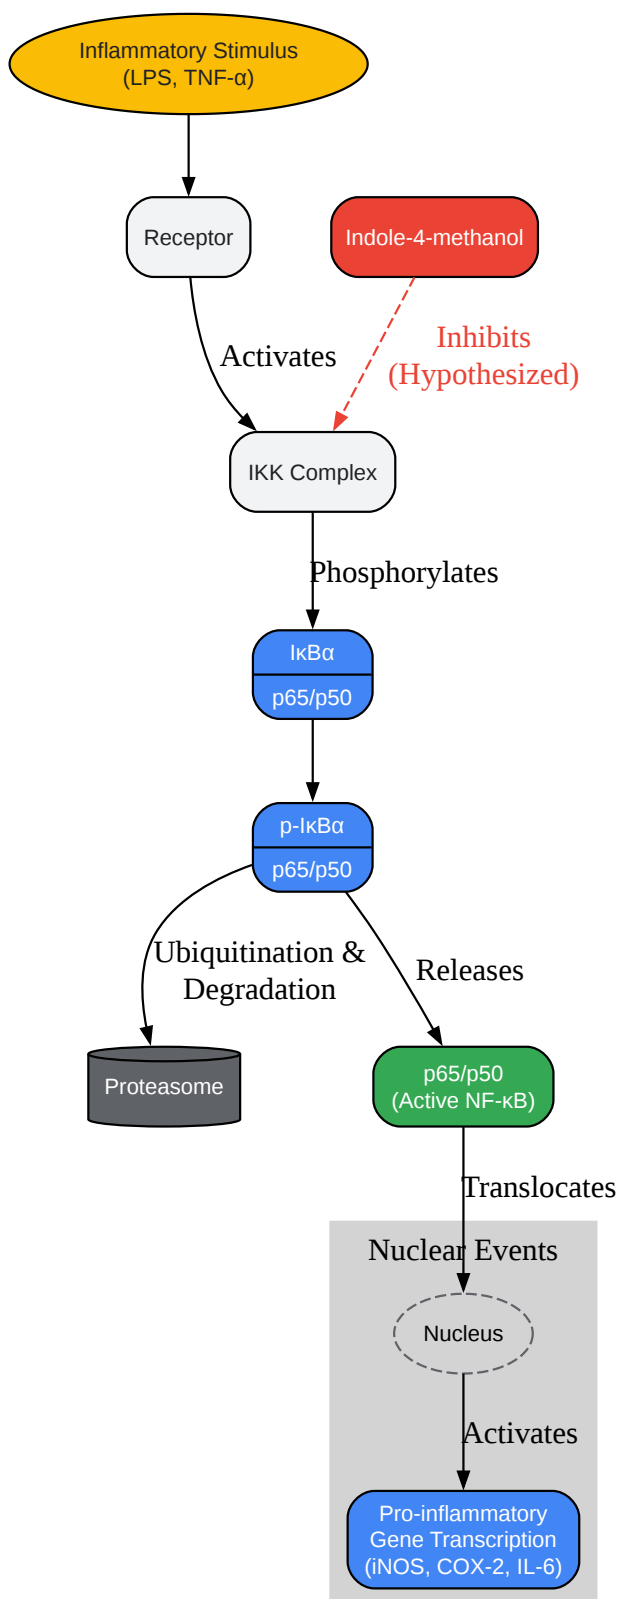 Inflammatory Stimulus
(LPS, TNF-α)
Receptor
Indole-4-methanol
Activates
Inhibits
(Hypothesized)
IKK Complex
Phosphorylates
IκBα
p65/p50
p-IκBα
p65/p50
Ubiquitination &
Degradation
Releases
Proteasome
p65/p50
(Active NF-κB)
Translocates
Nuclear Events
Nucleus
Activates
Pro-inflammatory
Gene Transcription
(iNOS, COX-2, IL-6)